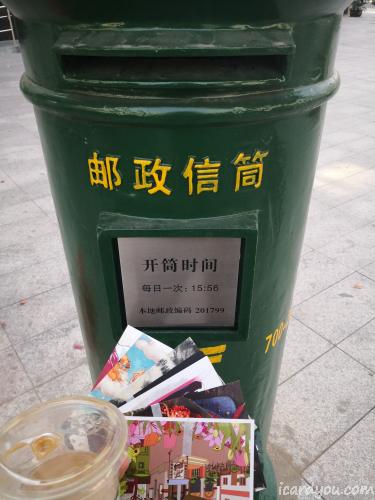 邮政信筒
开筒时间
每日一次：15:56
本地邮政编码 201799
700-
icardyou.com